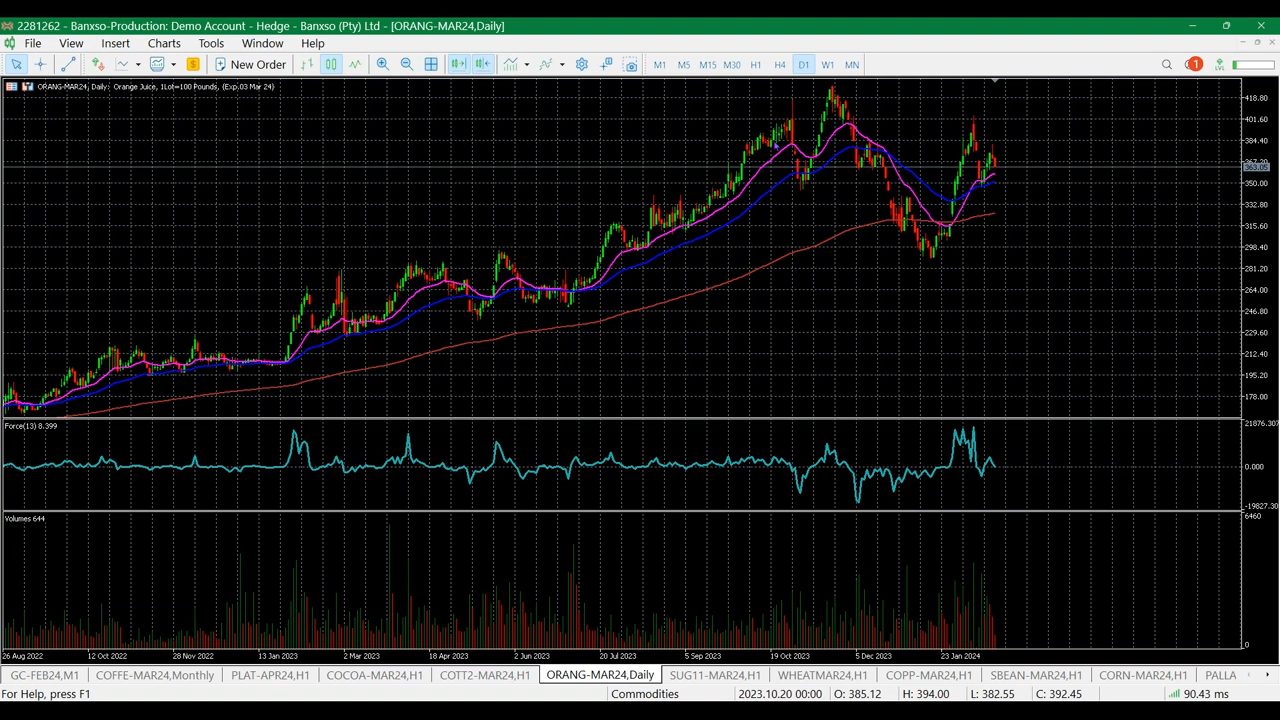 2281262 - Banxso-Production: Demo Account - Hedge - Banxso (Pty) Ltd - [ORANG-MAR24,Daily]
File View Insert Charts Tools Window Help
New Order M1 M5 M15 M30 H1 H4 D1 W1 MN 1 LVL
ORANG-MAR24, Daily: Orange Juice, 1Lot=100 Pounds, (Exp.03 Mar 24)
418.80
401.60
384.40
367.20
363.05
350.00
332.80
315.60
298.40
281.20
264.00
246.80
229.60
212.40
195.20
178.00
Force(13) 8.399
21876.307
0.000
-19827.30
Volumes 644
6460
0
26 Aug 2022 12 Oct 2022 28 Nov 2022 13 Jan 2023 2 Mar 2023 18 Apr 2023 2 Jun 2023 20 Jul 2023 5 Sep 2023 19 Oct 2023 5 Dec 2023 23 Jan 2024
GC-FEB24,M1 COFFE-MAR24,Monthly PLAT-APR24,H1 COCOA-MAR24,H1 COTT2-MAR24,H1 ORANG-MAR24,Daily SUG11-MAR24,H1 WHEATMAR24,H1 COPP-MAR24,H1 SBEAN-MAR24,H1 CORN-MAR24,H1 PALLA
For Help, press F1 Commodities 2023.10.20 00:00 O: 385.12 H: 394.00 L: 382.55 C: 392.45 90.43 ms